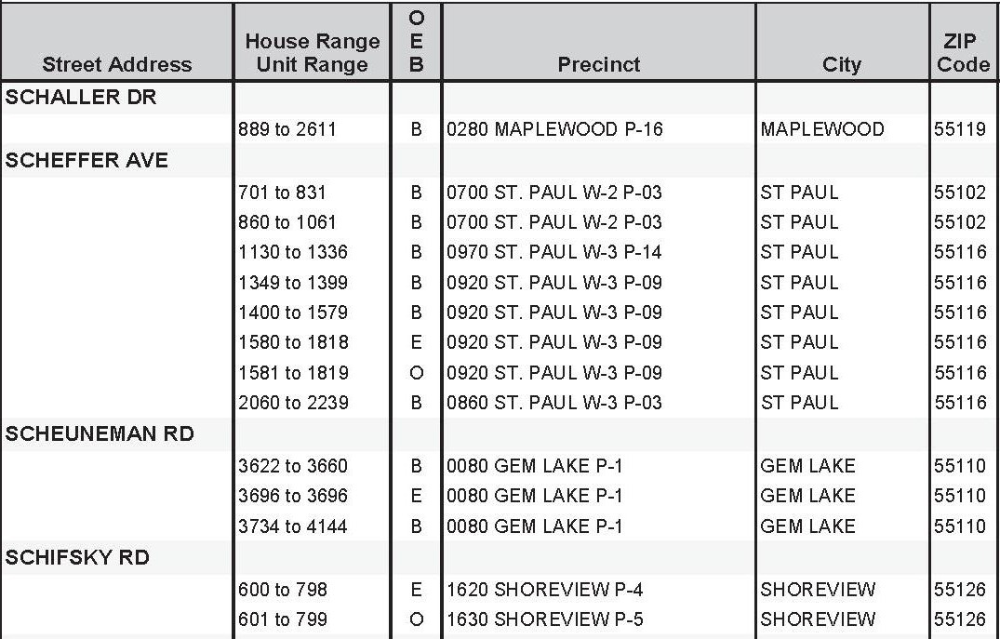 Street Address House Range Unit Range O E B Precinct City ZIP Code
SCHALLER DR
889 to 2611 B 0280 MAPLEWOOD P-16 MAPLEWOOD 55119
SCHEFFER AVE
701 to 831 B 0700 ST. PAUL W-2 P-03 ST PAUL 55102
860 to 1061 B 0700 ST. PAUL W-2 P-03 ST PAUL 55102
1130 to 1336 B 0970 ST. PAUL W-3 P-14 ST PAUL 55116
1349 to 1399 B 0920 ST. PAUL W-3 P-09 ST PAUL 55116
1400 to 1579 B 0920 ST. PAUL W-3 P-09 ST PAUL 55116
1580 to 1818 E 0920 ST. PAUL W-3 P-09 ST PAUL 55116
1581 to 1819 O 0920 ST. PAUL W-3 P-09 ST PAUL 55116
2060 to 2239 B 0860 ST. PAUL W-3 P-03 ST PAUL 55116
SCHEUNEMAN RD
3622 to 3660 B 0080 GEM LAKE P-1 GEM LAKE 55110
3696 to 3696 E 0080 GEM LAKE P-1 GEM LAKE 55110
3734 to 4144 B 0080 GEM LAKE P-1 GEM LAKE 55110
SCHIFSKY RD
600 to 798 E 1620 SHOREVIEW P-4 SHOREVIEW 55126
601 to 799 O 1630 SHOREVIEW P-5 SHOREVIEW 55126